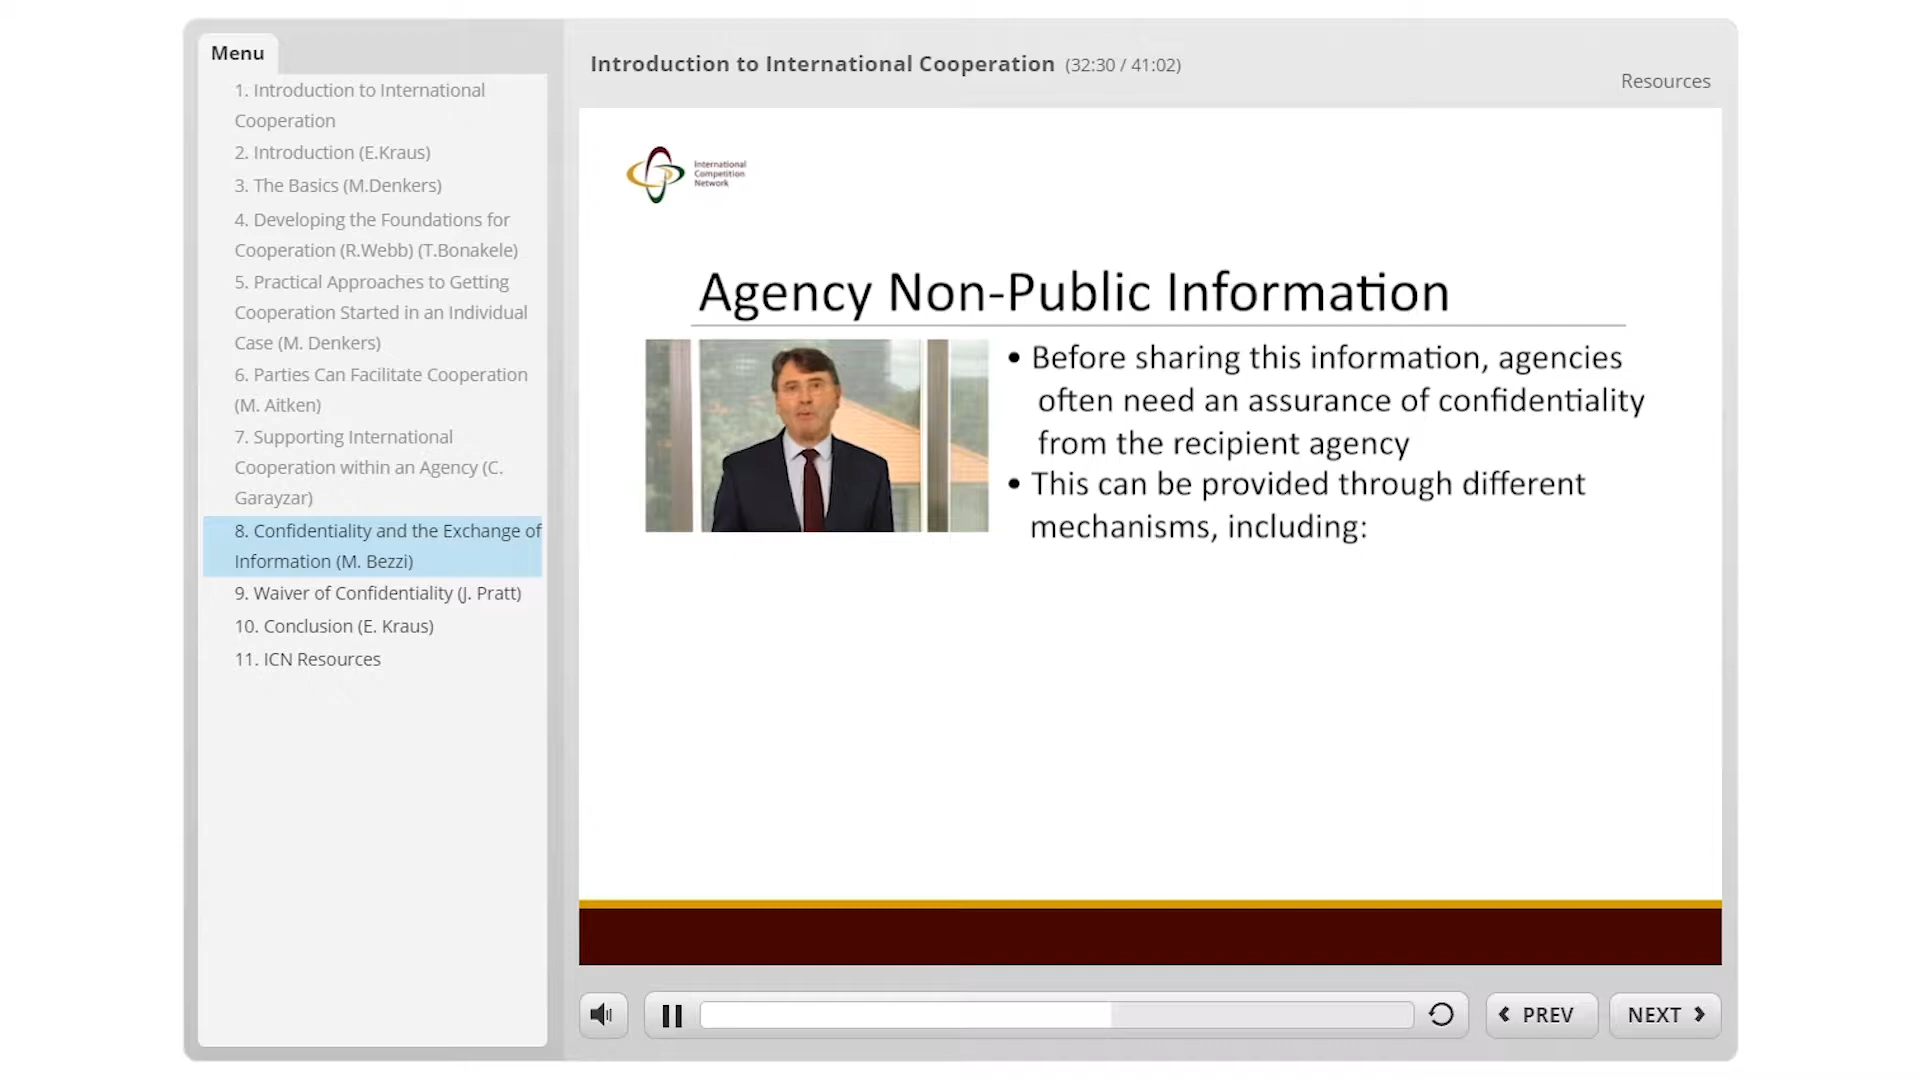 Menu
1. Introduction to International
Cooperation
2. Introduction (E.Kraus)
3. The Basics (M.Denkers)
4. Developing the Foundations for
Cooperation (R.Webb) (T.Bonakele)
5. Practical Approaches to Getting
Cooperation Started in an Individual
Case (M. Denkers)
6. Parties Can Facilitate Cooperation
(M. Aitken)
7. Supporting International
Cooperation within an Agency (C.
Garayzar)
8. Confidentiality and the Exchange of
Information (M. Bezzi)
9. Waiver of Confidentiality (J. Pratt)
10. Conclusion (E. Kraus)
11. ICN Resources
Introduction to International Cooperation (32:30 / 41:02)
Resources
International
Competition
Network
Agency Non-Public Information
• Before sharing this information, agencies
often need an assurance of confidentiality
from the recipient agency
• This can be provided through different
mechanisms, including:
PREV
NEXT